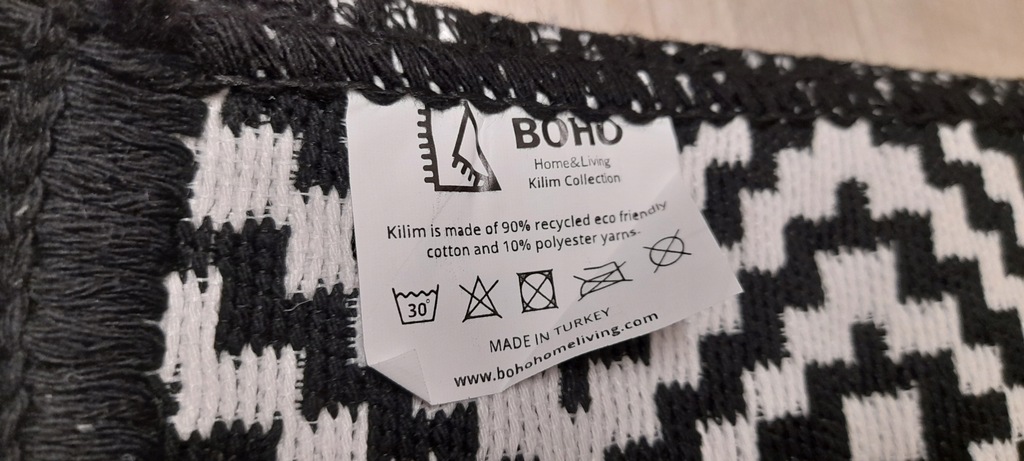 BOHO
Home&Living
Kilim Collection
Kilim is made of 90% recycled eco friendly
cotton and 10% polyester yarns.
30°
MADE IN TURKEY
www.bohohomeliving.com